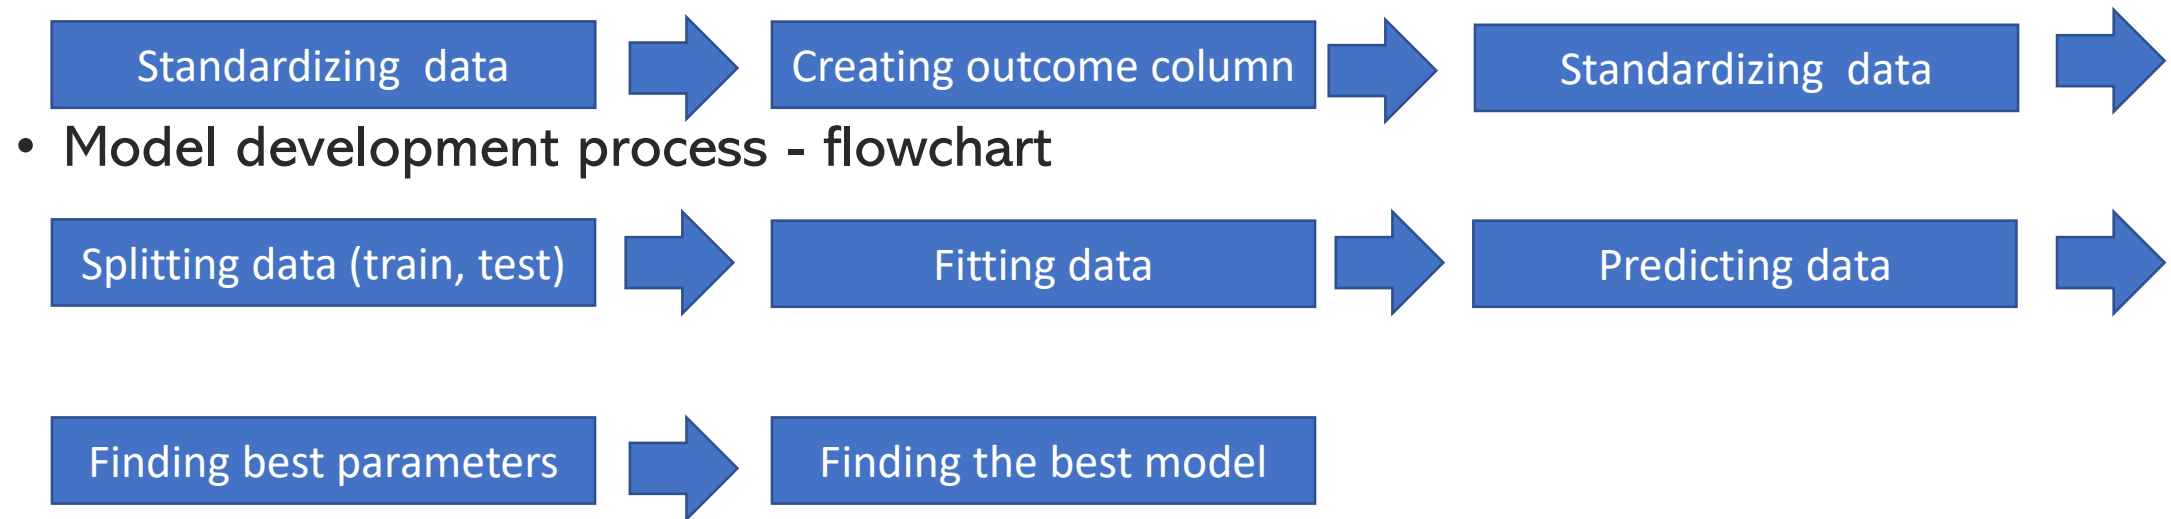 Standardizing data
Creating outcome column
Standardizing data
• Model development process - flowchart
Splitting data (train, test)
Fitting data
Predicting data
Finding best parameters
Finding the best model